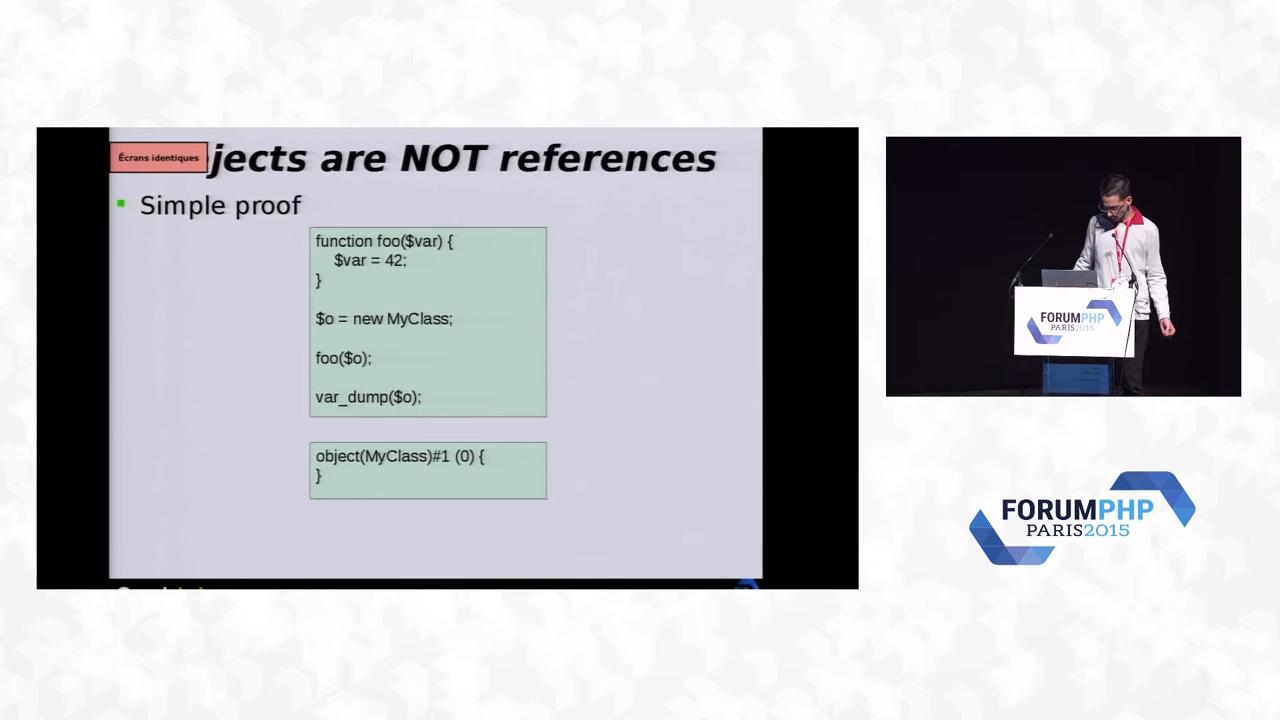 Écrans identiques
jects are NOT references
Simple proof
function foo($var) {
$var = 42;
}
$o = new MyClass;
foo($o);
var_dump($o);
object(MyClass)#1 (0) {
}
FORUMPHP
PARIS2015
FORUMPHP
PARIS2015